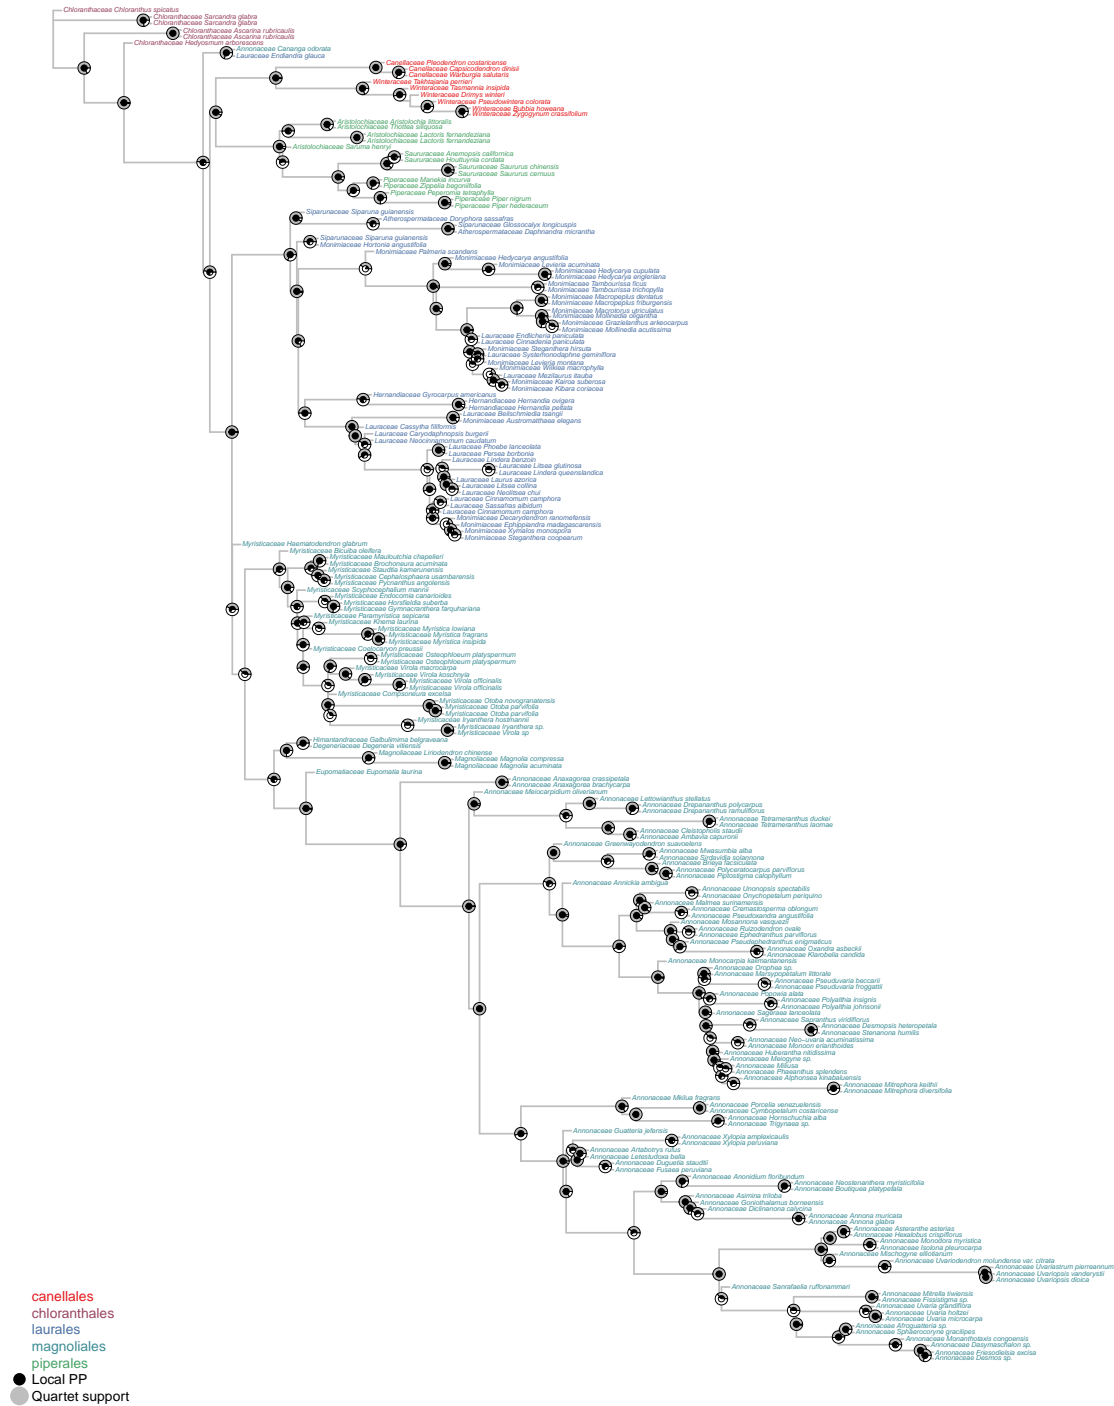 Chloranthaceae Chloranthus spicatus
Chloranthaceae Sarcandra glabra
Chloranthaceae Sarcandra glabra
Chloranthaceae Ascarina rubricaulis
Chloranthaceae Ascarina rubricaulis
Chloranthaceae Hedyosmum arborescens
Annonaceae Cananga odorata
Lauraceae Endiandra glauca
Canellaceae Pleodendron costaricense
Canellaceae Capsicodendron dinisii
Canellaceae Warburgia salutaris
Winteraceae Takhtajania perrieri
Winteraceae Tasmannia insipida
Winteraceae Drimys winteri
Winteraceae Pseudowintera colorata
Winteraceae Bubbia howeana
Winteraceae Zygogynum crassifolium
Aristolochiaceae Aristolochia littoralis
Aristolochiaceae Thottea siliquosa
Aristolochiaceae Lactoris fernandeziana
Aristolochiaceae Lactoris fernandeziana
Aristolochiaceae Saruma henryi
Saururaceae Anemopsis californica
Saururaceae Houttuynia cordata
Saururaceae Saururus chinensis
Saururaceae Saururus cernuus
Piperaceae Manekia incurva
Piperaceae Zippelia begoniifolia
Piperaceae Peperomia tetraphylla
Piperaceae Piper nigrum
Piperaceae Piper hederaceum
Siparunaceae Siparuna guianensis
Atherospermataceae Doryphora sassafras
Siparunaceae Glossocalyx longicuspis
Atherospermataceae Daphnandra micrantha
Siparunaceae Siparuna guianensis
Monimiaceae Hortonia angustifolia
Monimiaceae Palmeria scandens
Monimiaceae Hedycarya angustifolia
Monimiaceae Levieria acuminata
Monimiaceae Hedycarya cupulata
Monimiaceae Hedycarya engleriana
Monimiaceae Tambourissa ficus
Monimiaceae Tambourissa trichopylla
Monimiaceae Macropeplus dentatus
Monimiaceae Macropeplus friburgensis
Monimiaceae Macrotorus utriculatus
Monimiaceae Mollinedia oligantha
Monimiaceae Grazielanthus arkeocarpus
Monimiaceae Mollinedia acutissima
Lauraceae Endlicheria paniculata
Lauraceae Cinnadenia paniculata
Monimiaceae Steganthera hirsuta
Lauraceae Systemonodaphne geminiflora
Monimiaceae Levieria montana
Monimiaceae Wilkiea macrophylla
Lauraceae Mezilaurus itauba
Monimiaceae Kairoa suberosa
Monimiaceae Kibara coriacea
Hernandiaceae Gyrocarpus americanus
Hernandiaceae Hernandia ovigera
Hernandiaceae Hernandia peltata
Lauraceae Beilschmiedia tsangii
Monimiaceae Austromatthaea elegans
Lauraceae Cassytha filiformis
Lauraceae Caryodaphnopsis burgeri
Lauraceae Neocinnamomum caudatum
Lauraceae Phoebe lanceolata
Lauraceae Persea borbonia
Lauraceae Lindera benzoin
Lauraceae Litsea glutinosa
Lauraceae Lindera queenslandica
Lauraceae Laurus azorica
Lauraceae Litsea collina
Lauraceae Neolitsea chui
Lauraceae Cinnamomum camphora
Lauraceae Sassafras albidum
Lauraceae Cinnamomum camphora
Monimiaceae Decarydendron ranomefensis
Monimiaceae Ephippiandra madagascarensis
Monimiaceae Xymalos monospora
Monimiaceae Steganthera cooperarum
Myristicaceae Haematodendron glabrum
Myristicaceae Bicuiba oleifera
Myristicaceae Mauloutchia chapelieri
Myristicaceae Brochoneura acuminata
Myristicaceae Staudtia kamerunensis
Myristicaceae Cephalosphaera usambarensis
Myristicaceae Pycnanthus angolensis
Myristicaceae Scyphocephalium mannii
Myristicaceae Endocomia canarioides
Myristicaceae Horsfieldia suberba
Myristicaceae Gymnacranthera farquhariana
Myristicaceae Paramyristica sepicana
Myristicaceae Knema laurina
Myristicaceae Myristica lowiana
Myristicaceae Myristica fragrans
Myristicaceae Myristica insipida
Myristicaceae Coelocaryon preussii
Myristicaceae Osteophloeum platyspermum
Myristicaceae Osteophloeum platyspermum
Myristicaceae Virola macrocarpa
Myristicaceae Virola koschnyia
Myristicaceae Virola officinalis
Myristicaceae Virola officinalis
Myristicaceae Compsoneura excelsa
Myristicaceae Otoba novogranatensis
Myristicaceae Otoba parvifolia
Myristicaceae Otoba parvifolia
Myristicaceae Iryanthera hostmannii
Myristicaceae Iryanthera sp.
Myristicaceae Virola sp
Himantandraceae Galbulimima belgraveana
Degeneriaceae Degeneria vitiensis
Magnoliaceae Liriodendron chinense
Magnoliaceae Magnolia compressa
Magnoliaceae Magnolia acuminata
Eupomatiaceae Eupomatia laurina
Annonaceae Anaxagorea crassipetala
Annonaceae Anaxagorea brachycarpa
Annonaceae Meiocarpidium oliverianum
Annonaceae Lettowianthus stellatus
Annonaceae Drepananthus polycarpus
Annonaceae Drepananthus ramuliflorus
Annonaceae Tetrameranthus duckei
Annonaceae Tetrameranthus laomae
Annonaceae Cleistopholis staudii
Annonaceae Ambavia capuronii
Annonaceae Greenwayodendron suavoelens
Annonaceae Mwasumbia alba
Annonaceae Sirdavidia solannona
Annonaceae Brieya fasciculata
Annonaceae Polyceratocarpus parviflorus
Annonaceae Piptostigma calophyllum
Annonaceae Annickia ambigua
Annonaceae Unonopsis spectabilis
Annonaceae Onychopetalum periquino
Annonaceae Malmea surinamensis
Annonaceae Cremastosperma oblongum
Annonaceae Pseudoxandra angustifolia
Annonaceae Mosannona vasquezii
Annonaceae Ruizodendron ovale
Annonaceae Ephedranthus parviflorus
Annonaceae Pseudephedranthus enigmaticus
Annonaceae Oxandra asbeckii
Annonaceae Klarobelia candida
Annonaceae Monocarpia kalimantanensis
Annonaceae Orophea sp.
Annonaceae Marsypopetalum littorale
Annonaceae Pseuduvaria beccarii
Annonaceae Pseuduvaria froggattii
Annonaceae Popowia alata
Annonaceae Polyalthia insignis
Annonaceae Polyalthia johnsonii
Annonaceae Sageraea lanceolata
Annonaceae Sapranthus viridiflorus
Annonaceae Desmopsis heteropetala
Annonaceae Stenanona humilis
Annonaceae Neo−uvaria acuminatissima
Annonaceae Monoon erianthoides
Annonaceae Huberantha nitidissima
Annonaceae Meiogyne sp.
Annonaceae Miliusa
Annonaceae Phaeanthus splendens
Annonaceae Alphonsea kinabaluensis
Annonaceae Mitrephora keithii
Annonaceae Mitrephora diversifolia
Annonaceae Mkilua fragrans
Annonaceae Porcelia venezuelensis
Annonaceae Cymbopetalum costaricense
Annonaceae Hornschuchia alba
Annonaceae Trigynaea sp.
Annonaceae Guatteria jefensis
Annonaceae Xylopia amplexicaulis
Annonaceae Xylopia peruviana
Annonaceae Artabotrys rufus
Annonaceae Letestudoxa bella
Annonaceae Duguetia staudtii
Annonaceae Fusaea peruviana
Annonaceae Anonidium floribundum
Annonaceae Neostenanthera myristicifolia
Annonaceae Boutiquea platypetala
Annonaceae Asimina triloba
Annonaceae Goniothalamus borneensis
Annonaceae Diclinanona calycina
Annonaceae Annona muricata
Annonaceae Annona glabra
Annonaceae Asteranthe asterias
Annonaceae Hexalobus crispiflorus
Annonaceae Monodora myristica
Annonaceae Isolona pleurocarpa
Annonaceae Mischogyne elliotianum
Annonaceae Uvariodendron molundense var. citrata
Annonaceae Uvariastrum pierreannum
Annonaceae Uvariopsis vanderystii
Annonaceae Uvariopsis dioica
Annonaceae Sanrafaelia ruffonammari
Annonaceae Mitrella tiwiensis
Annonaceae Fissistigma sp.
Annonaceae Uvaria grandiflora
Annonaceae Uvaria holtzei
Annonaceae Uvaria microcarpa
Annonaceae Afroguatteria sp.
Annonaceae Sphaerocoryne gracilipes
Annonaceae Monanthotaxis congoensis
Annonaceae Dasymaschalon sp.
Annonaceae Friesodielsia excisa
Annonaceae Desmos sp.
canellales
chloranthales
laurales
magnoliales
piperales
Local PP
Quartet support